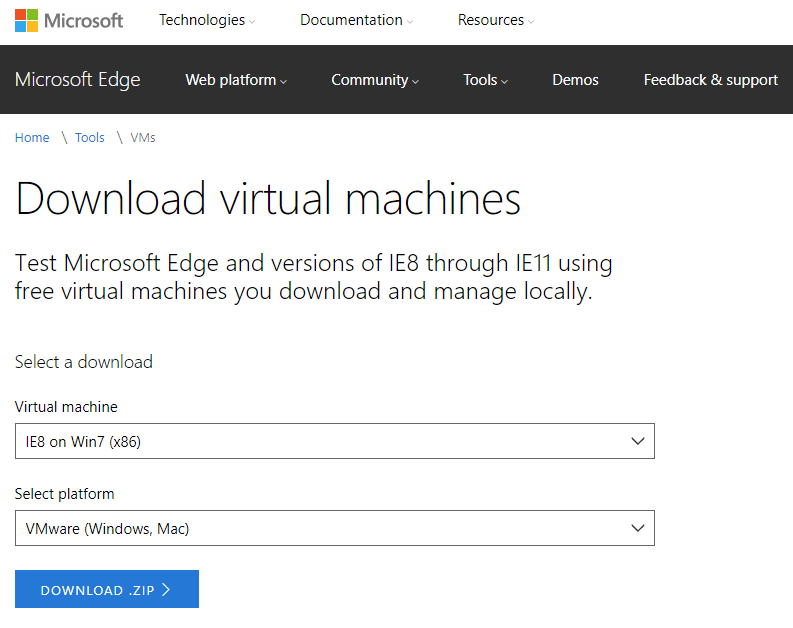 Microsoft Technologies Documentation Resources
Microsoft Edge Web platform Community Tools Demos Feedback & support
Home \ Tools \ VMs
Download virtual machines
Test Microsoft Edge and versions of IE8 through IE11 using
free virtual machines you download and manage locally.
Select a download
Virtual machine
IE8 on Win7 (x86)
Select platform
VMware (Windows, Mac)
DOWNLOAD .ZIP